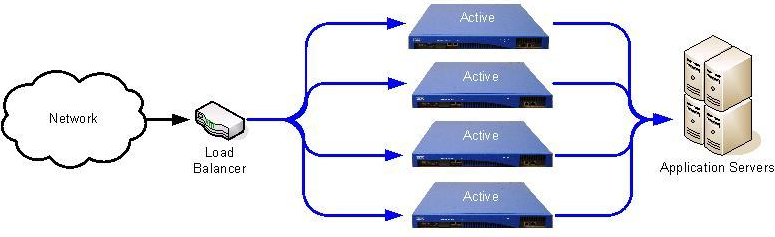 Active
Active
Network
Load
Balancer
Active
Application Servers
Active